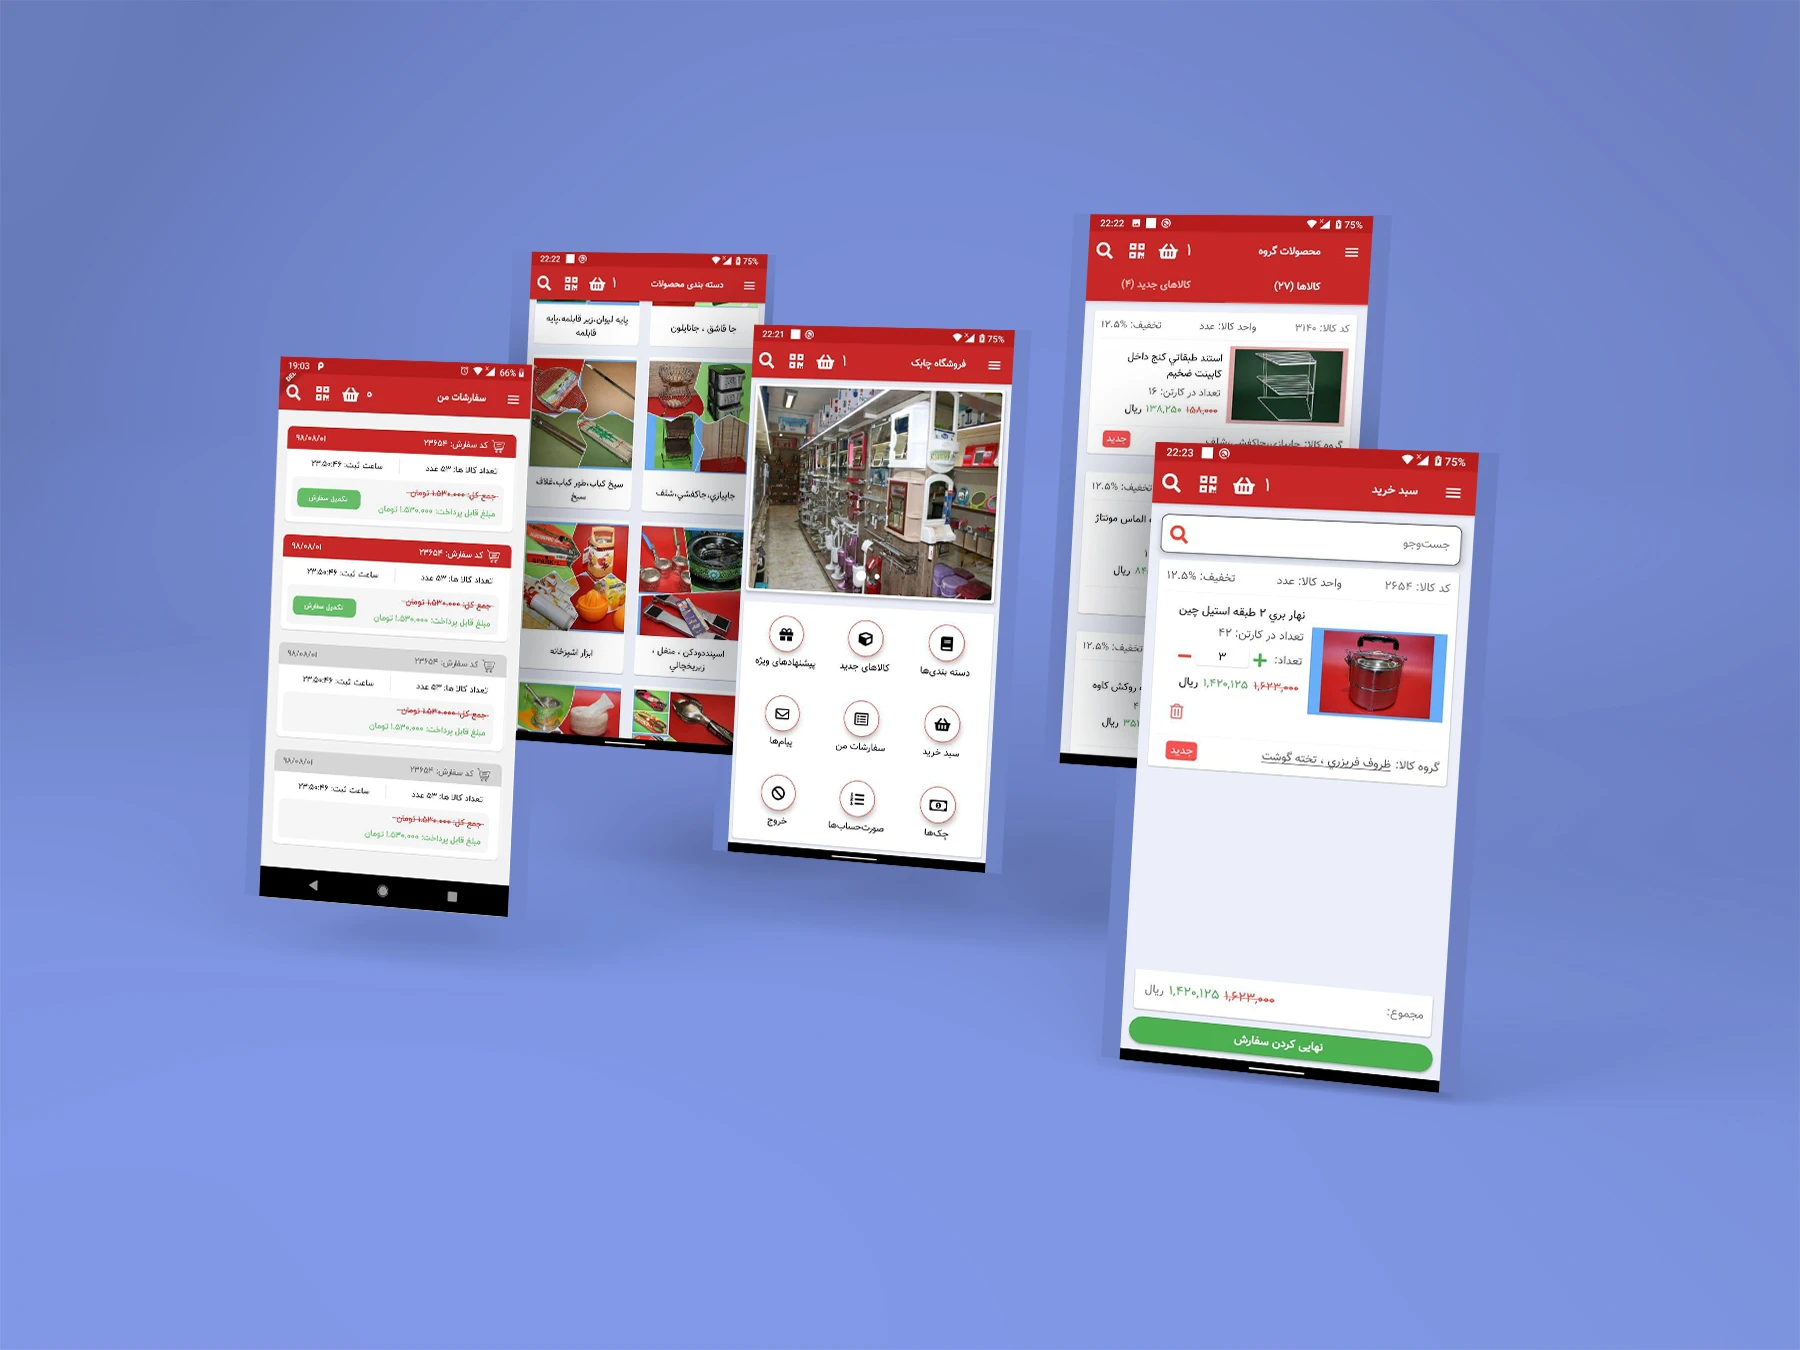 19:03
66%
سفارشات من
۰
کد سفارش: ۲۳۶۵۴
۹۸/۰۸/۰۱
تعداد کالا ها: ۵۳ عدد
ساعت ثبت: ۲۳:۵۰:۴۶
جمع کل: ۱.۵۳۰.۰۰۰ تومان
مبلغ قابل پرداخت: ۱.۵۳۰.۰۰۰ تومان
تکمیل سفارش
کد سفارش: ۲۳۶۵۴
۹۸/۰۸/۰۱
تعداد کالا ها: ۵۳ عدد
ساعت ثبت: ۲۳:۵۰:۴۶
جمع کل: ۱.۵۳۰.۰۰۰ تومان
مبلغ قابل پرداخت: ۱.۵۳۰.۰۰۰ تومان
تکمیل سفارش
کد سفارش: ۲۳۶۵۴
۹۸/۰۸/۰۱
تعداد کالا ها: ۵۳ عدد
ساعت ثبت: ۲۳:۵۰:۴۶
جمع کل: ۱.۵۳۰.۰۰۰ تومان
مبلغ قابل پرداخت: ۱.۵۳۰.۰۰۰ تومان
کد سفارش: ۲۳۶۵۴
۹۸/۰۸/۰۱
تعداد کالا ها: ۵۳ عدد
ساعت ثبت: ۲۳:۵۰:۴۶
جمع کل: ۱.۵۳۰.۰۰۰ تومان
مبلغ قابل پرداخت: ۱.۵۳۰.۰۰۰ تومان
22:22
75%
دسته بندی محصولات
۱
جا قاشق ، جانایلون
پایه لیوان،زیر قابلمه،پایه
قابلمه
جاپیازي،جاکفشي،شلف
سیخ کباب،طور کباب،غلاف
سیخ
اسپنددودکن ، منقل ،
زیریخچالي
ابزار اشپزخانه
22:21
75%
فروشگاه چابک
۱
دسته بندی‌ها
کالاهای جدید
پیشنهادهای ویژه
سبد خرید
سفارشات من
پیام‌ها
چک‌ها
صورت‌حساب‌ها
خروج
22:22
75%
محصولات گروه
۱
کالاها (۲۷)
کالاهای جدید (۴)
کد کالا: ۳۱۴۰
واحد کالا: عدد
تخفیف: ۱۲.۵%
استند طبقاتي کنج داخل
کابینت ضخیم
تعداد در کارتن: ۱۶
۱۵۸,۰۰۰ ۱۳۸,۲۵۰ ریال
گروه کالا: جاپیازي،جاکفشي،شلف
جدید
تخفیف: ۱۲.۵%
الماس مونتاژ
ریال
تخفیف: ۱۲.۵%
روکش کاوه
ریال
22:23
75%
سبد خرید
۱
جست‌وجو
کد کالا: ۲۶۵۴
واحد کالا: عدد
تخفیف: ۱۲.۵%
نهار بري ۲ طبقه استیل چین
تعداد در کارتن: ۴۲
تعداد:
۳
۱,۶۲۳,۰۰۰ ۱,۴۲۰,۱۲۵ ریال
گروه کالا: ظروف فریزري ، تخته گوشت
جدید
مجموع:
۱,۶۲۳,۰۰۰ ۱,۴۲۰,۱۲۵ ریال
نهایی کردن سفارش